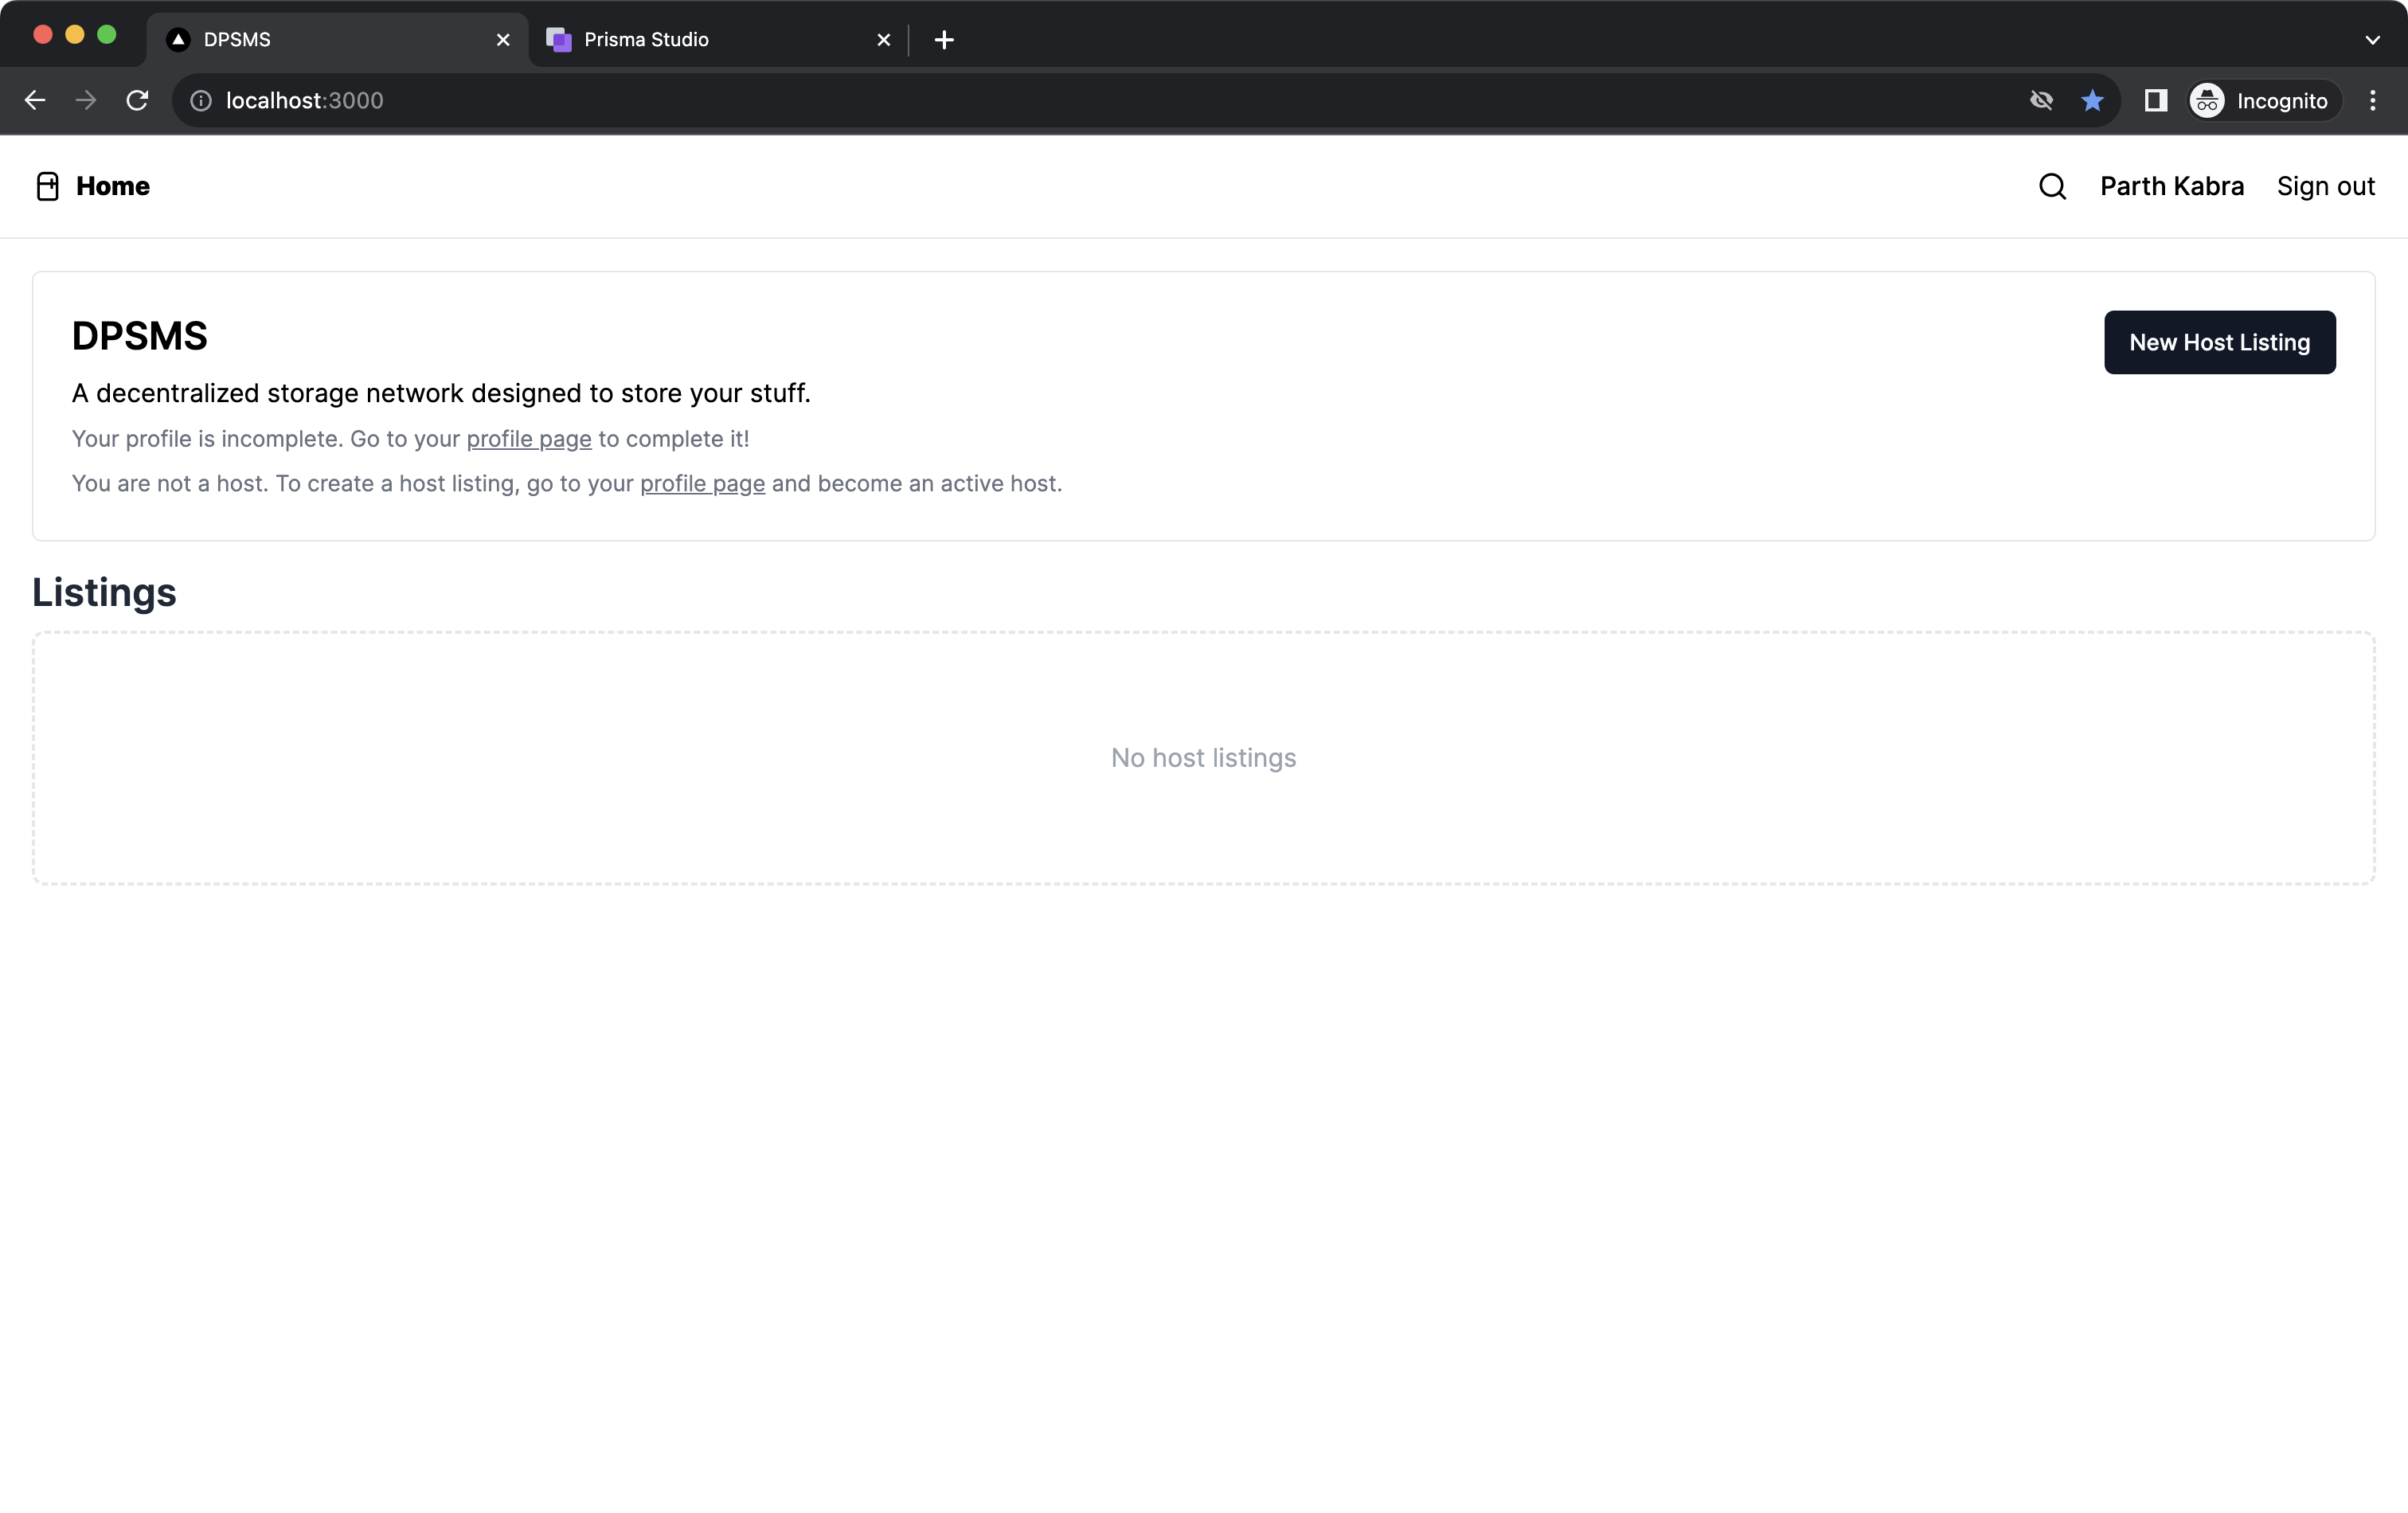 DPSMS
Prisma Studio
localhost:3000
Incognito
Home
Parth Kabra
Sign out
DPSMS
New Host Listing
A decentralized storage network designed to store your stuff.
Your profile is incomplete. Go to your profile page to complete it!
You are not a host. To create a host listing, go to your profile page and become an active host.
Listings
No host listings